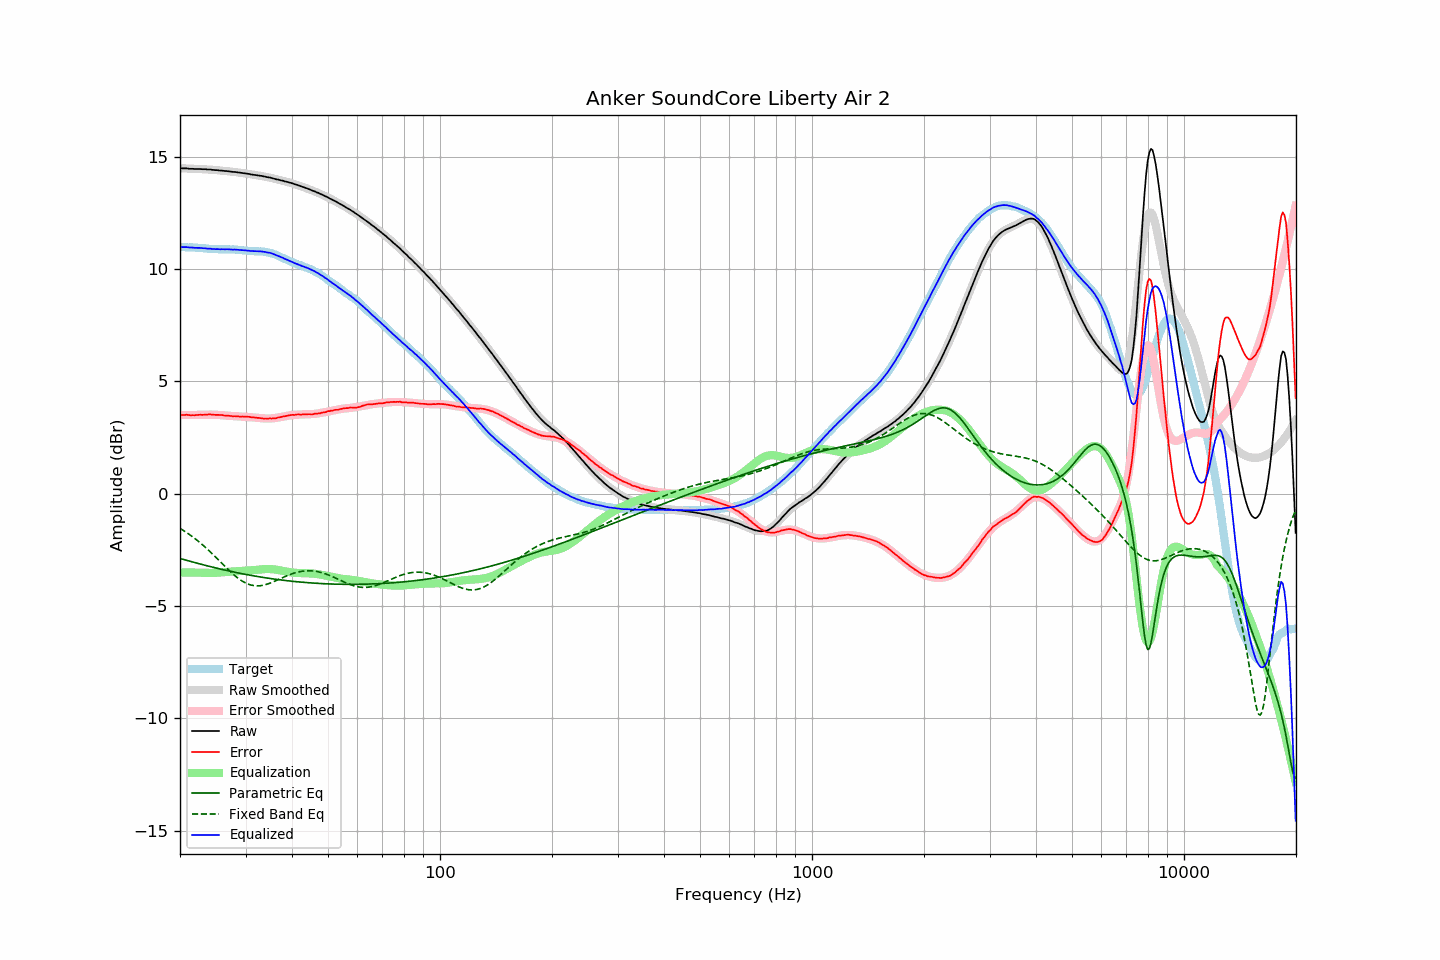 Anker SoundCore Liberty Air 2
Amplitude (dBr)
15
10
5
0
−5
−10
−15
Target
Raw Smoothed
Error Smoothed
Raw
Error
Equalization
Parametric Eq
Fixed Band Eq
Equalized
100
1000
10000
Frequency (Hz)